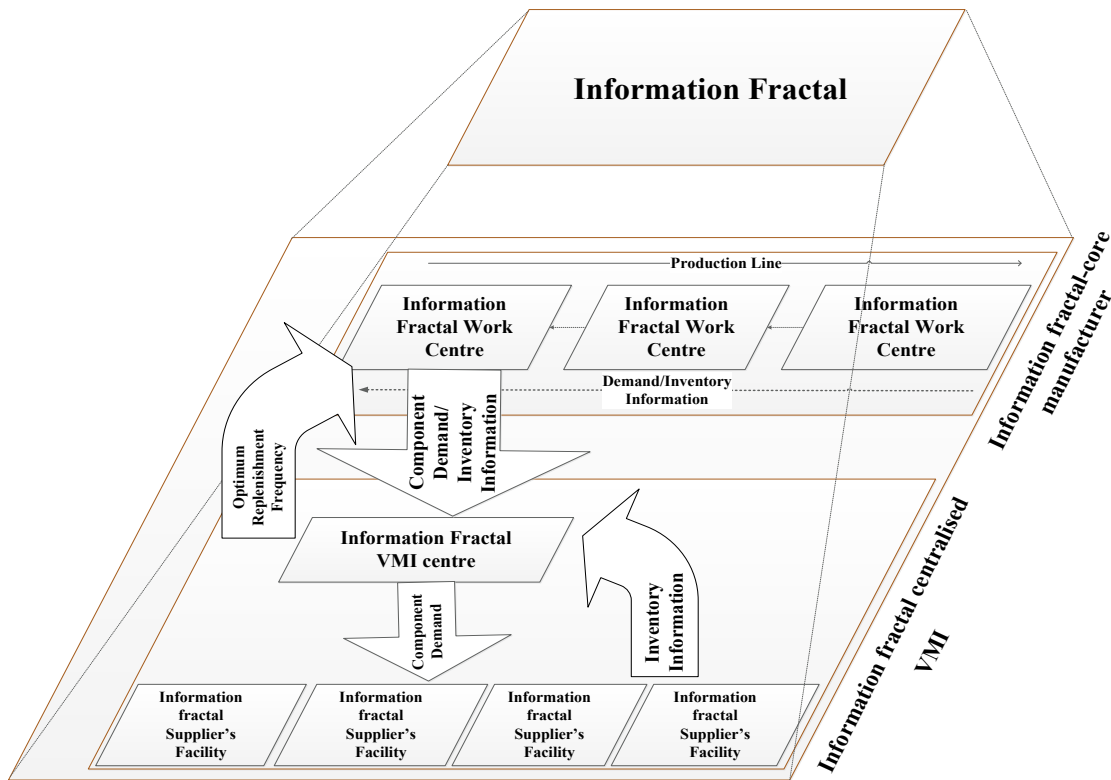 Information Fractal
Production Line
Information
Fractal Work
Centre
Information
Fractal Work
Centre
Information
Fractal Work
Centre
Demand/Inventory
Information
Information fractal-core
manufacturer
Component
Demand/
Inventory
Information
Optimum
Replenishment
Frequency
Information Fractal
VMI centre
Component
Demand
Inventory
Information
Information fractal centralised
VMI
Information
fractal
Supplier's
Facility
Information
fractal
Supplier's
Facility
Information
fractal
Supplier's
Facility
Information
fractal
Supplier's
Facility